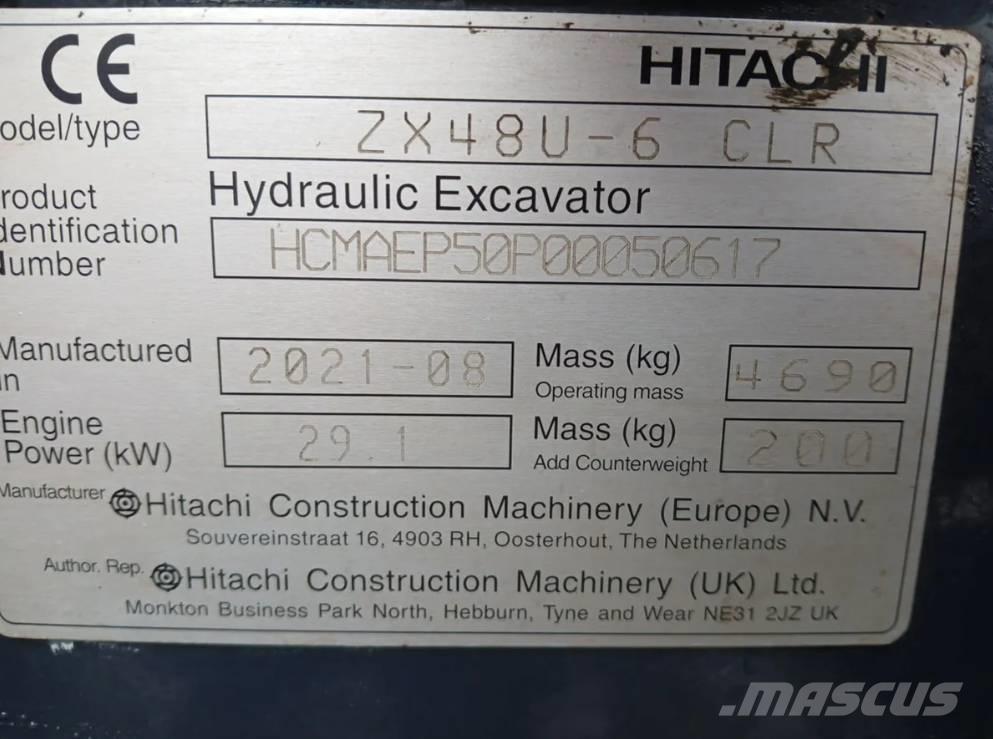 CE HITACHI
odel/type ZX48U-6 CLR
roduct Hydraulic Excavator
dentification
Number HCMAEP50P00050617
Manufactured 2021-08 Mass (kg) 4690
in Operating mass
Engine 29.1 Mass (kg) 200
Power (kW) Add Counterweight
Manufacturer Hitachi Construction Machinery (Europe) N.V.
Souvereinstraat 16, 4903 RH, Oosterhout, The Netherlands
Author. Rep. Hitachi Construction Machinery (UK) Ltd.
Monkton Business Park North, Hebburn, Tyne and Wear NE31 2JZ UK
MASCUS